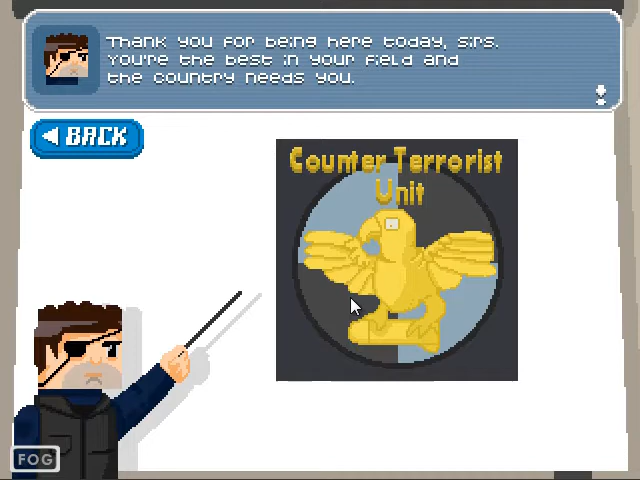 Thank you for being here today, sirs.
You're the best in your field and
the country needs you.
BACK
Counter Terrorist
Unit
FOG